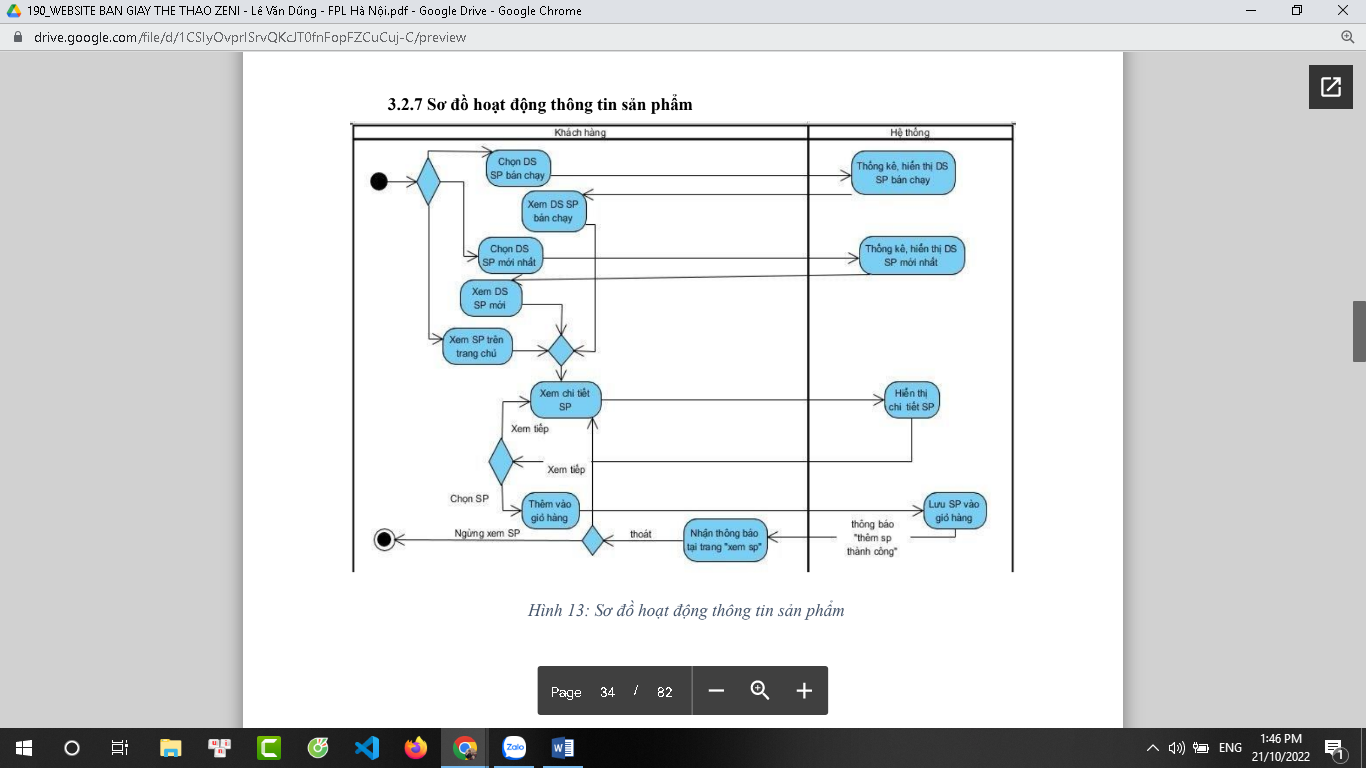 190_WEBSITE BAN GIAY THE THAO ZENI - Lê Văn Dũng - FPL Hà Nội.pdf - Google Drive - Google Chrome
drive.google.com/file/d/1CSIyOvprISrvQKcJT0fnFopFZCuCuj-C/preview
3.2.7 Sơ đồ hoạt động thông tin sản phẩm
Khách hàng
Hệ thống
Chọn DS
SP bán chạy
Thống kê, hiển thị DS
SP bán chạy
Xem DS SP
bán chạy
Chọn DS
SP mới nhất
Thống kê, hiển thị DS
SP mới nhất
Xem DS
SP mới
Xem SP trên
trang chủ
Xem chi tiết
SP
Hiển thị
chi tiết SP
Xem tiếp
Xem tiếp
Chọn SP
Thêm vào
giỏ hàng
Lưu SP vào
giỏ hàng
Ngừng xem SP
thoát
Nhận thông báo
tại trang "xem sp"
thông báo
"thêm sp
thành công"
Hình 13: Sơ đồ hoạt động thông tin sản phẩm
Page 34 / 82
Zalo
ENG
1:46 PM
21/10/2022
1